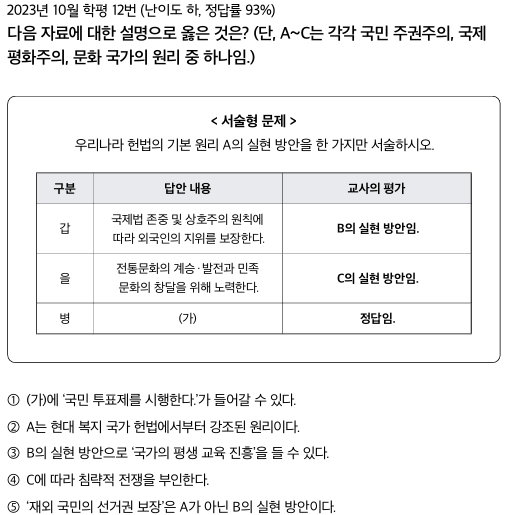 2023년 10월 학평 12번 (난이도 하, 정답률 93%)
다음 자료에 대한 설명으로 옳은 것은? (단, A~C는 각각 국민 주권주의, 국제
평화주의, 문화 국가의 원리 중 하나임.)
< 서술형 문제 >
우리나라 헌법의 기본 원리 A의 실현 방안을 한 가지만 서술하시오.
구분 답안 내용 교사의 평가
갑 국제법 존중 및 상호주의 원칙에
따라 외국인의 지위를 보장한다. B의 실현 방안임.
을 전통문화의 계승·발전과 민족
문화의 창달을 위해 노력한다. C의 실현 방안임.
병 (가) 정답임.
① (가)에 '국민 투표제를 시행한다.'가 들어갈 수 있다.
② A는 현대 복지 국가 헌법에서부터 강조된 원리이다.
③ B의 실현 방안으로 '국가의 평생 교육 진흥'을 들 수 있다.
④ C에 따라 침략적 전쟁을 부인한다.
⑤ '재외 국민의 선거권 보장'은 A가 아닌 B의 실현 방안이다.